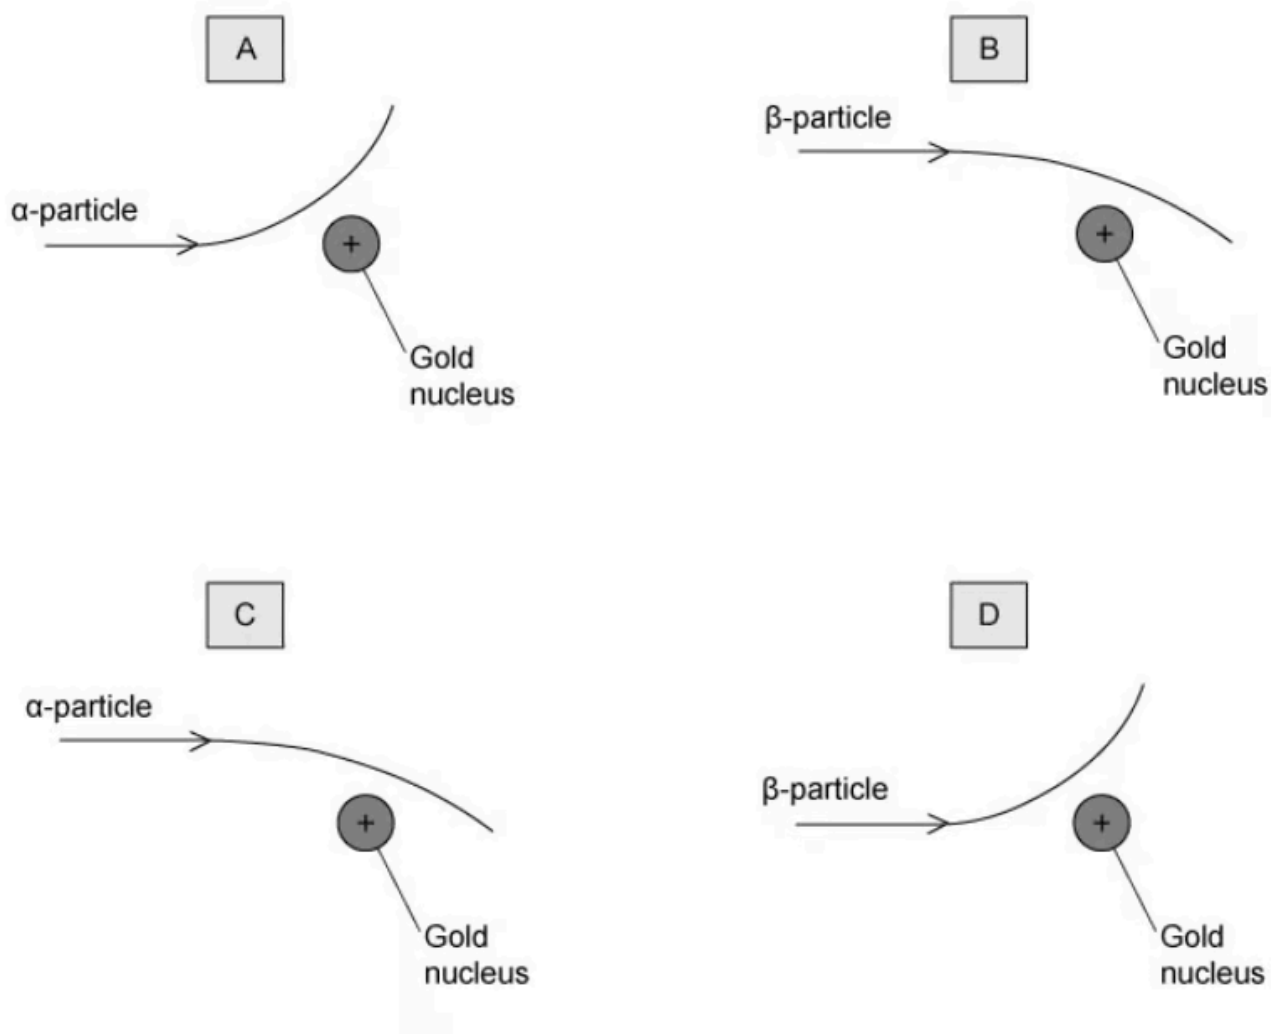 A
α-particle
+
Gold
nucleus
B
β-particle
+
Gold
nucleus
C
α-particle
+
Gold
nucleus
D
β-particle
+
Gold
nucleus